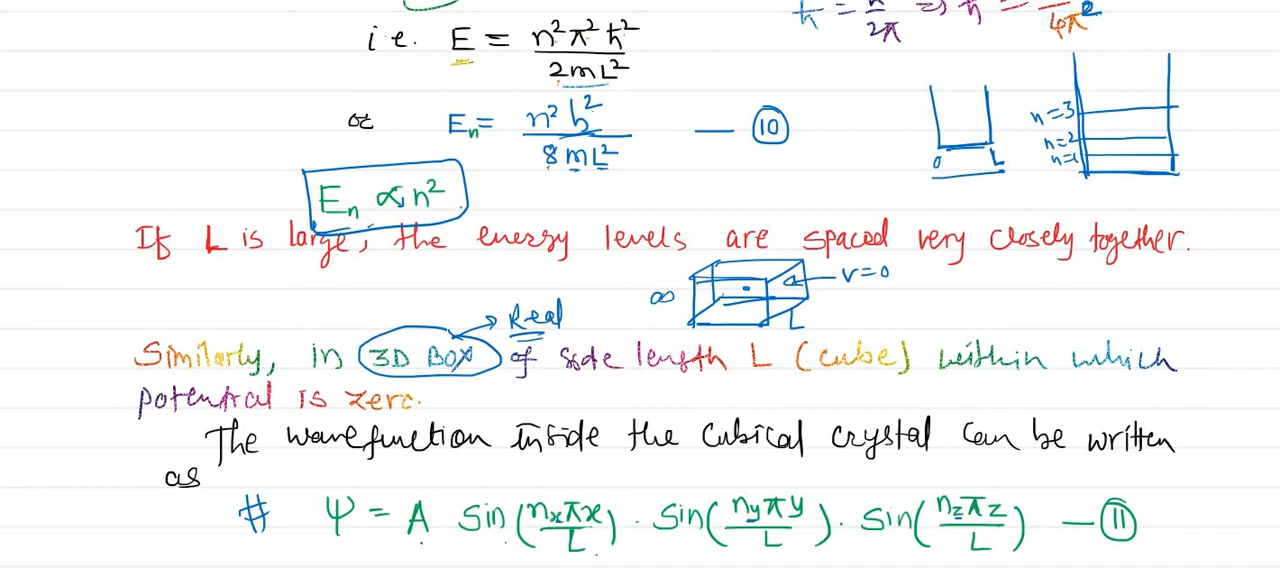 ħ = h/2π ⇒ ħ² = /4π²
i.e. E = n²π²ħ²/2mL²
or Eₙ = n²h²/8mL² — ⑩
0 L
n=3
n=2
n=1
Eₙ ∝ n²
If L is large, the energy levels are spaced very closely together.
∞ V=0
L
Real
Similarly, in 3D BOX of side length L (cube) within which
potential is zero.
The wavefunction inside the cubical crystal can be written
as
# Ψ = A Sin(nₓπx/L) . Sin(n_yπy/L) . Sin(n_zπz/L) — ⑪